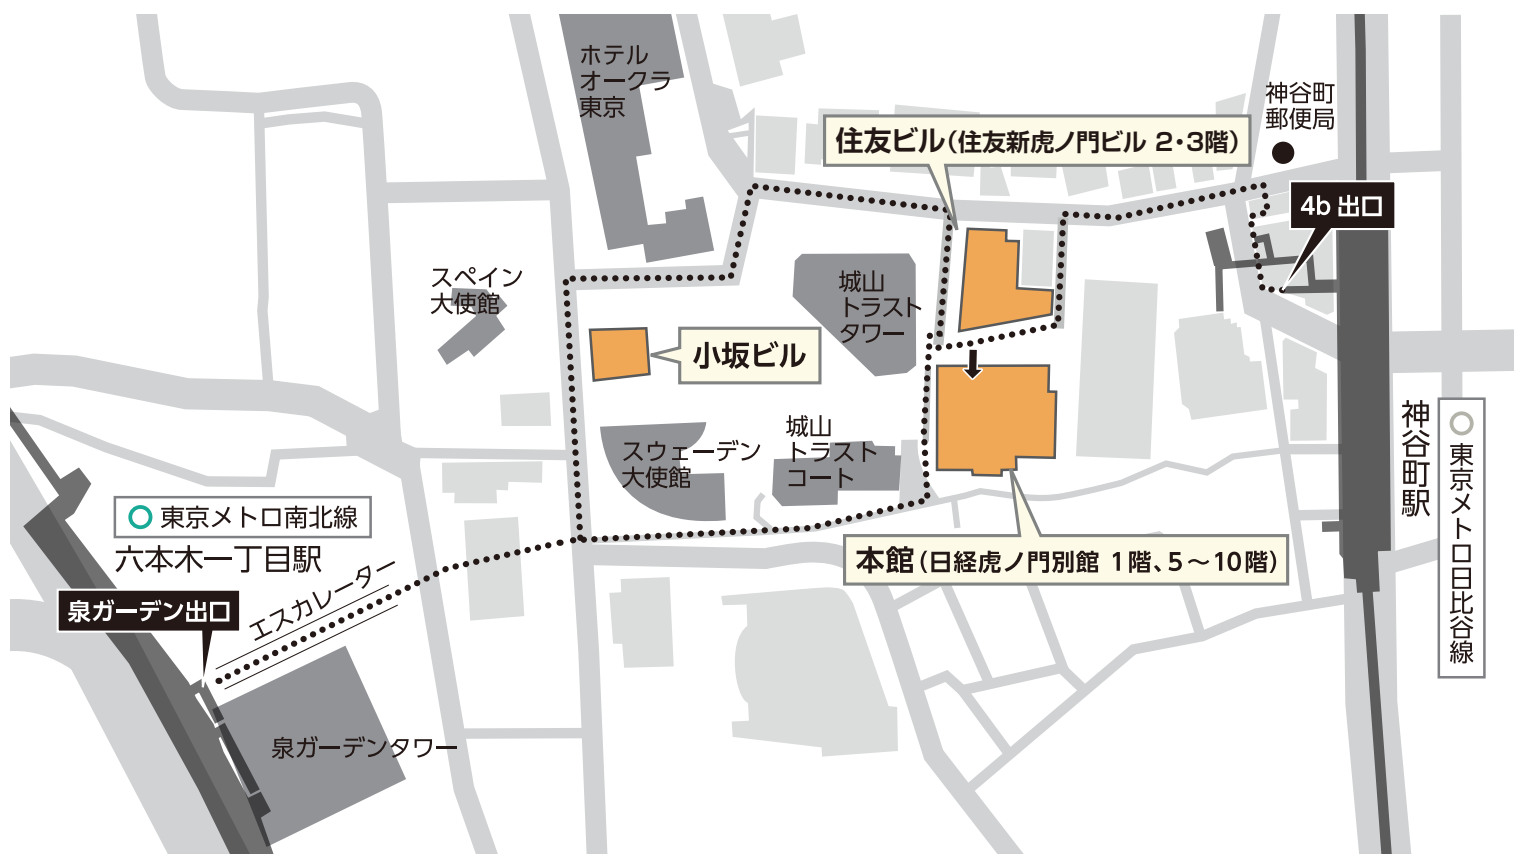 ホテル
オークラ
東京
神谷町
郵便局
住友ビル(住友新虎ノ門ビル 2・3階)
4b 出口
スペイン
大使館
城山
トラスト
タワー
小坂ビル
スウェーデン
大使館
城山
トラスト
コート
神谷町駅
東京メトロ日比谷線
東京メトロ南北線
六本木一丁目駅
本館(日経虎ノ門別館 1階、5~10階)
泉ガーデン出口
エスカレーター
泉ガーデンタワー